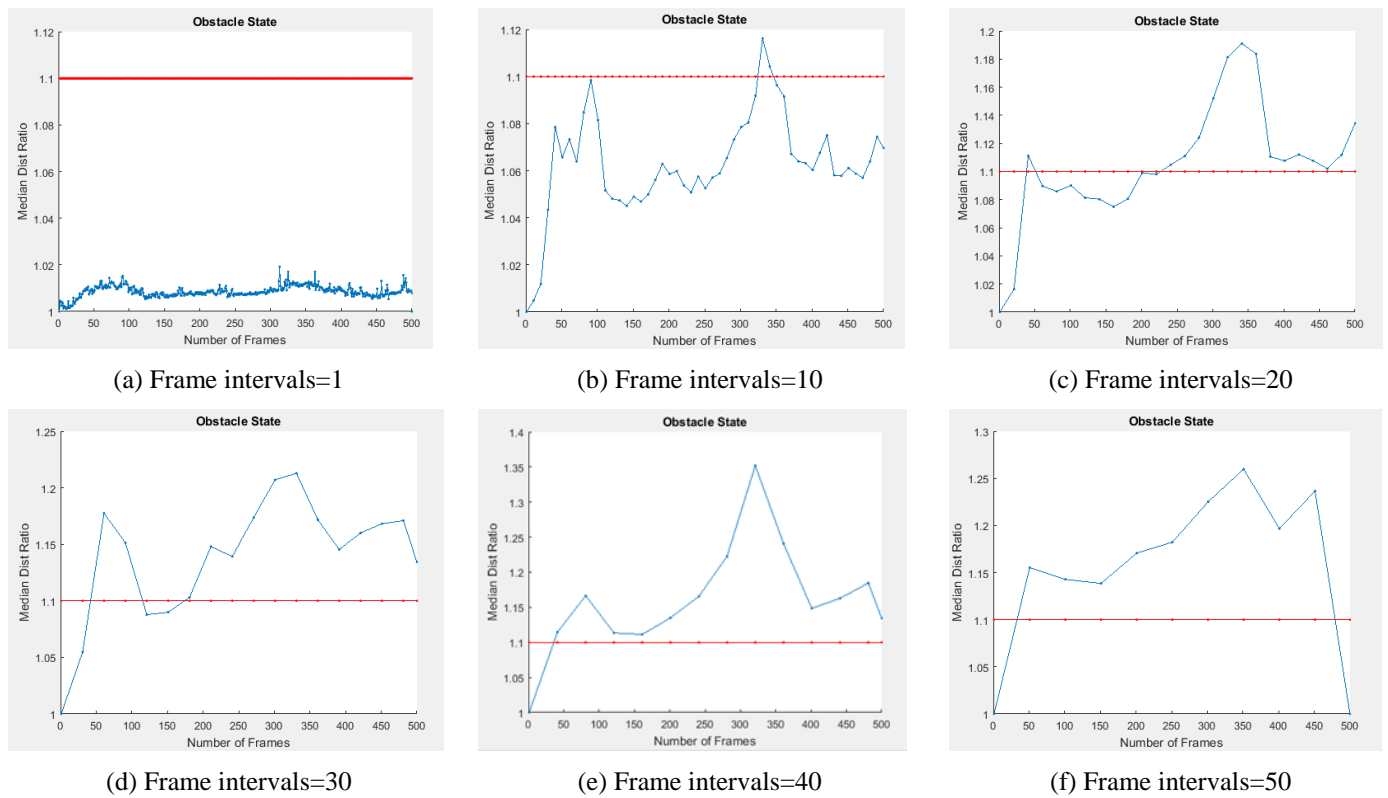 Obstacle State
1.12
1.1
1.08
1.06
1.04
1.02
1
Median Dist Ratio
0 50 100 150 200 250 300 350 400 450 500
Number of Frames
(a) Frame intervals=1
Obstacle State
1.12
1.1
1.08
1.06
1.04
1.02
1
Median Dist Ratio
0 50 100 150 200 250 300 350 400 450 500
Number of Frames
(b) Frame intervals=10
Obstacle State
1.2
1.18
1.16
1.14
1.12
1.1
1.08
1.06
1.04
1.02
1
Median Dist Ratio
0 50 100 150 200 250 300 350 400 450 500
Number of Frames
(c) Frame intervals=20
Obstacle State
1.25
1.2
1.15
1.1
1.05
1
Median Dist Ratio
0 50 100 150 200 250 300 350 400 450 500
Number of Frames
(d) Frame intervals=30
Obstacle State
1.4
1.35
1.3
1.25
1.2
1.15
1.1
1.05
1
Median Dist Ratio
0 50 100 150 200 250 300 350 400 450 500
Number of Frames
(e) Frame intervals=40
Obstacle State
1.3
1.25
1.2
1.15
1.1
1.05
1
Median Dist Ratio
0 50 100 150 200 250 300 350 400 450 500
Number of Frames
(f) Frame intervals=50